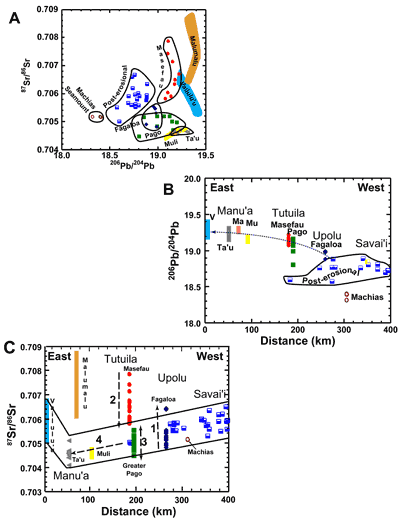 A
0.709
0.708
0.707
0.706
0.705
0.704
87Sr/86Sr
Masefau
Malumalu
Vailulu'u
Post-erosional
Machias
Seamount
Fagaloa
Pago
Muli
Ta'u
18.0
18.5
19.0
19.5
206Pb/204Pb
B
20.0
19.5
19.0
18.5
18.0
206Pb/204Pb
East
West
V
Manu'a
Tutuila
Ma Mu
Masefau
Pago
Upolu
Fagaloa
Savai'i
Ta'u
Post-erosional
Machias
0
100
200
300
400
Distance (km)
C
0.709
0.708
0.707
0.706
0.705
0.704
0.703
87Sr/86Sr
East
West
Malumalu
Tutuila
Masefau
Upolu
Savai'i
Fagaloa
2
1
3
4
Ta'u
Muli
Machias
Manu'a
Greater
Pago
0
100
200
300
400
Distance (km)